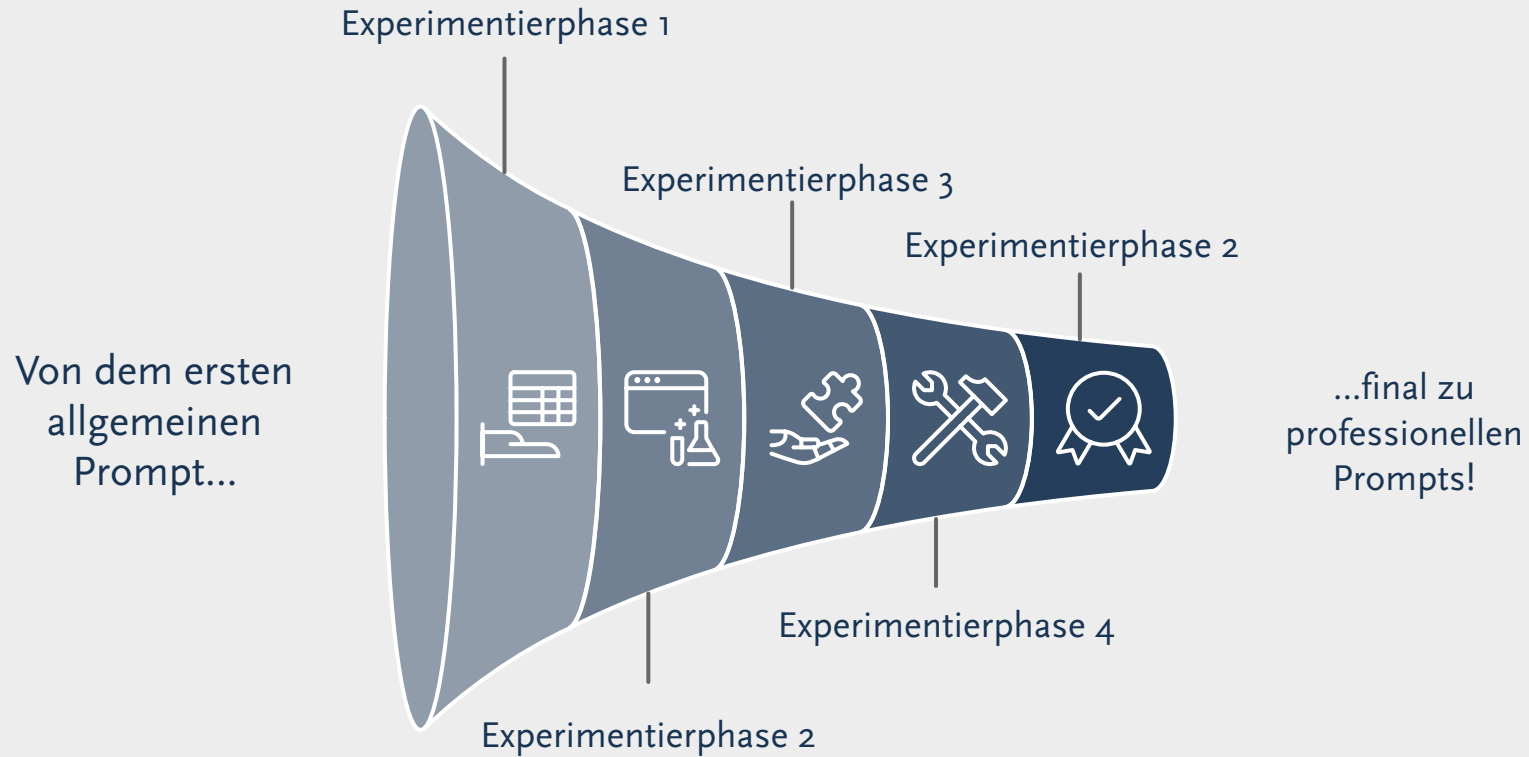 Experimentierphase 1
Experimentierphase 3
Experimentierphase 2
Von dem ersten
allgemeinen
Prompt...
...final zu
professionellen
Prompts!
Experimentierphase 4
Experimentierphase 2